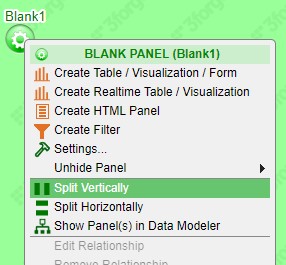 Blank1
BLANK PANEL (Blank1)
Create Table / Visualization / Form
Create Realtime Table / Visualization
Create HTML Panel
Create Filter
Settings...
Unhide Panel
Split Vertically
Split Horizontally
Show Panel(s) in Data Modeler
Edit Relationship
Remove Relationship